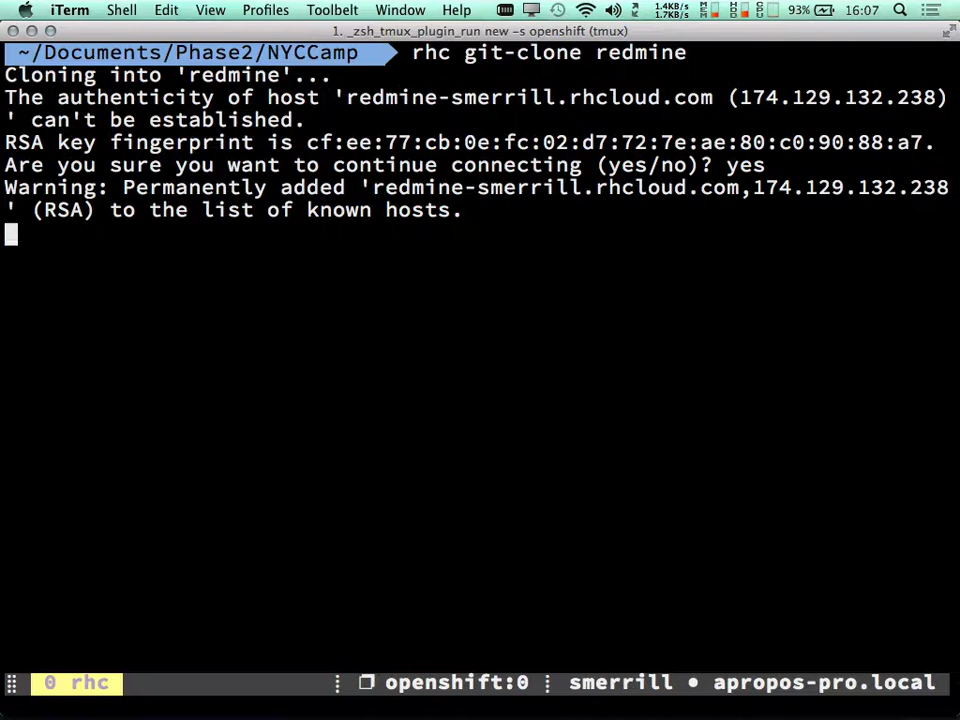 iTerm Shell Edit View Profiles Toolbelt Window Help 1.4KB/s 1.7KB/s 93% 16:07
1. _zsh_tmux_plugin_run new -s openshift (tmux)
~/Documents/Phase2/NYCCamp rhc git-clone redmine
Cloning into 'redmine'...
The authenticity of host 'redmine-smerrill.rhcloud.com (174.129.132.238)
' can't be established.
RSA key fingerprint is cf:ee:77:cb:0e:fc:02:d7:72:7e:ae:80:c0:90:88:a7.
Are you sure you want to continue connecting (yes/no)? yes
Warning: Permanently added 'redmine-smerrill.rhcloud.com,174.129.132.238
' (RSA) to the list of known hosts.
0 rhc openshift:0 smerrill • apropos-pro.local